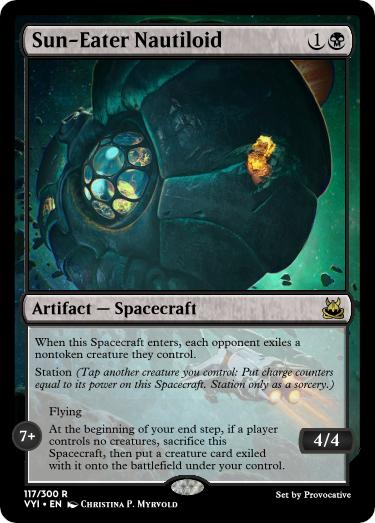 Sun-Eater Nautiloid 1
Artifact — Spacecraft
When this Spacecraft enters, each opponent exiles a
nontoken creature they control.
Station (Tap another creature you control: Put charge counters
equal to its power on this Spacecraft. Station only as a sorcery.)
7+
Flying
At the beginning of your end step, if a player
controls no creatures, sacrifice this
Spacecraft, then put a creature card exiled
with it onto the battlefield under your control.
4/4
117/300 R
VYI • EN Christina P. Myrvold
Set by Provocative